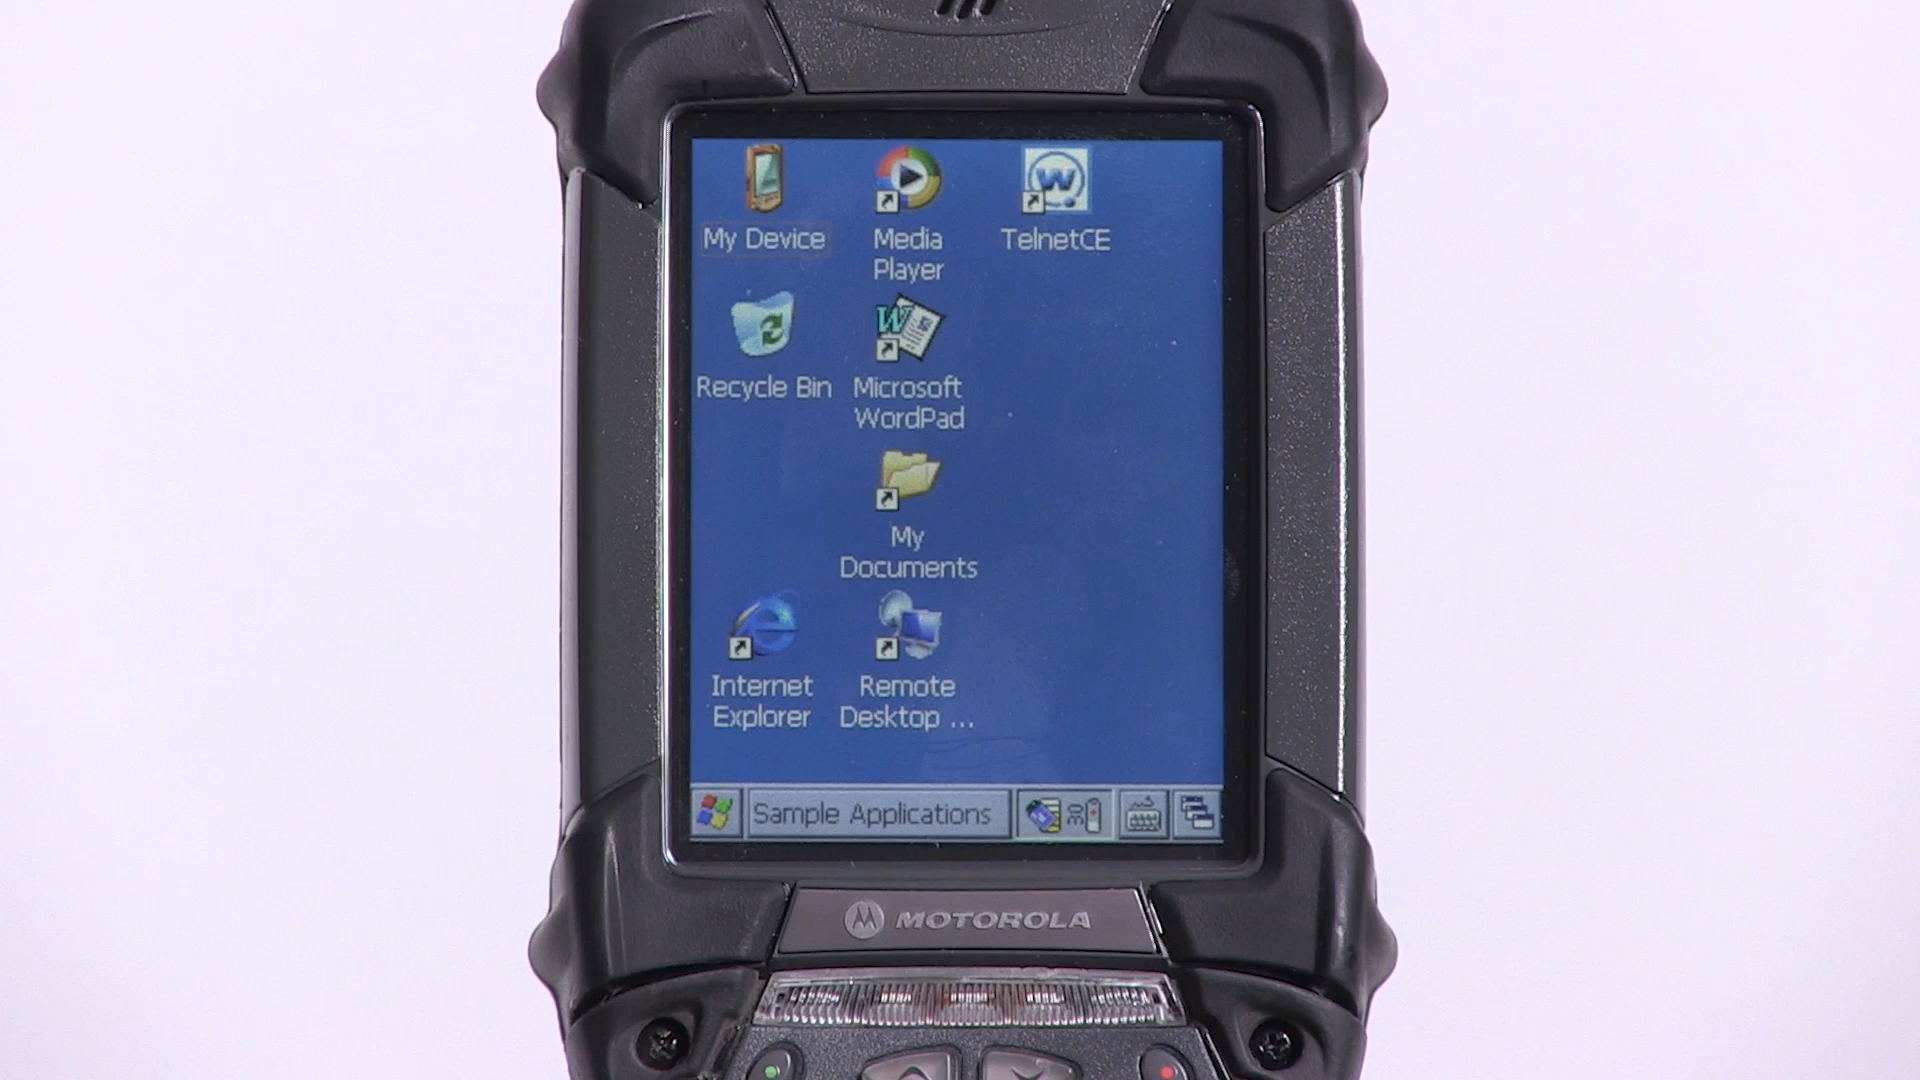 My Device
Media
Player
TelnetCE
Recycle Bin
Microsoft
WordPad
My
Documents
Internet
Explorer
Remote
Desktop ...
Sample Applications
MOTOROLA